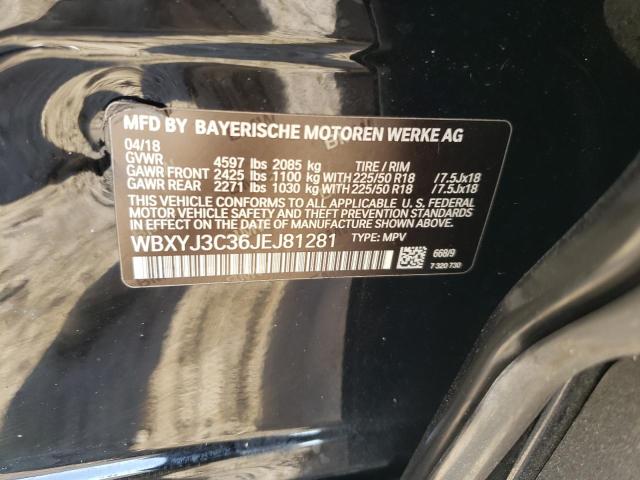 MFD BY BAYERISCHE MOTOREN WERKE AG
04/18
GVWR 4597 lbs 2085 kg TIRE / RIM
GAWR FRONT 2425 lbs 1100 kg WITH 225/50 R18 /7.5Jx18
GAWR REAR 2271 lbs 1030 kg WITH 225/50 R18 /7.5Jx18
THIS VEHICLE CONFORMS TO ALL APPLICABLE U. S. FEDERAL
MOTOR VEHICLE SAFETY, BUMPER, AND THEFT PREVENTION
STANDARDS IN EFFECT ON THE DATE OF MANUFACTURE SHOWN ABOVE.
WBXYJ3C36JEJ81281 TYPE: MPV
668/9
7 320 730